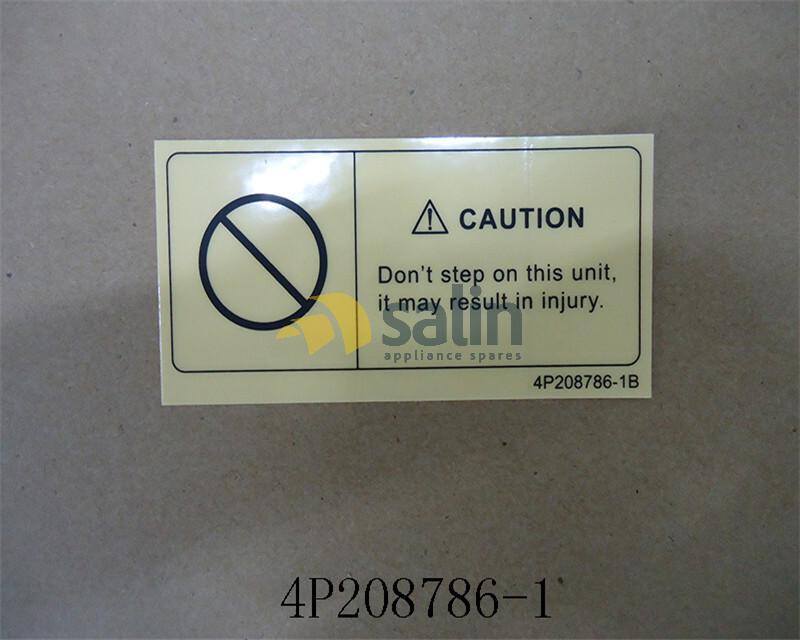 ⚠ CAUTION
Don't step on this unit,
it may result in injury.
salin
appliance spares
4P208786-1B
4P208786-1